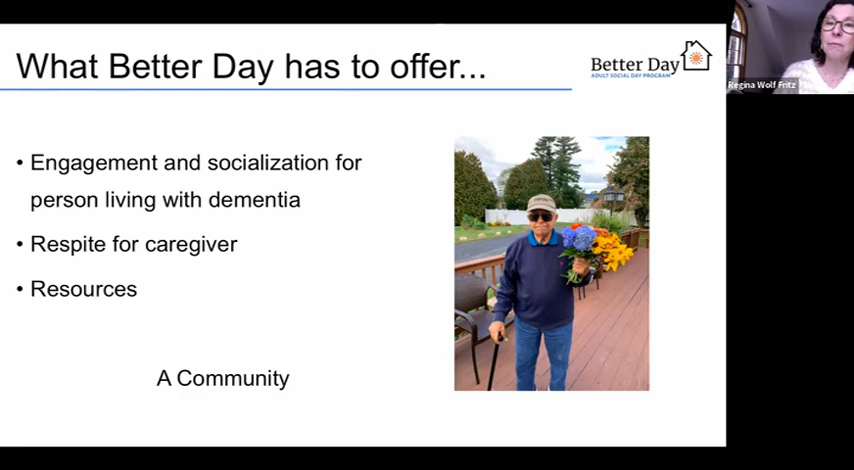 What Better Day has to offer...
Better Day
ADULT SOCIAL DAY PROGRAM
Regina Wolf Fritz
• Engagement and socialization for
person living with dementia
• Respite for caregiver
• Resources
A Community